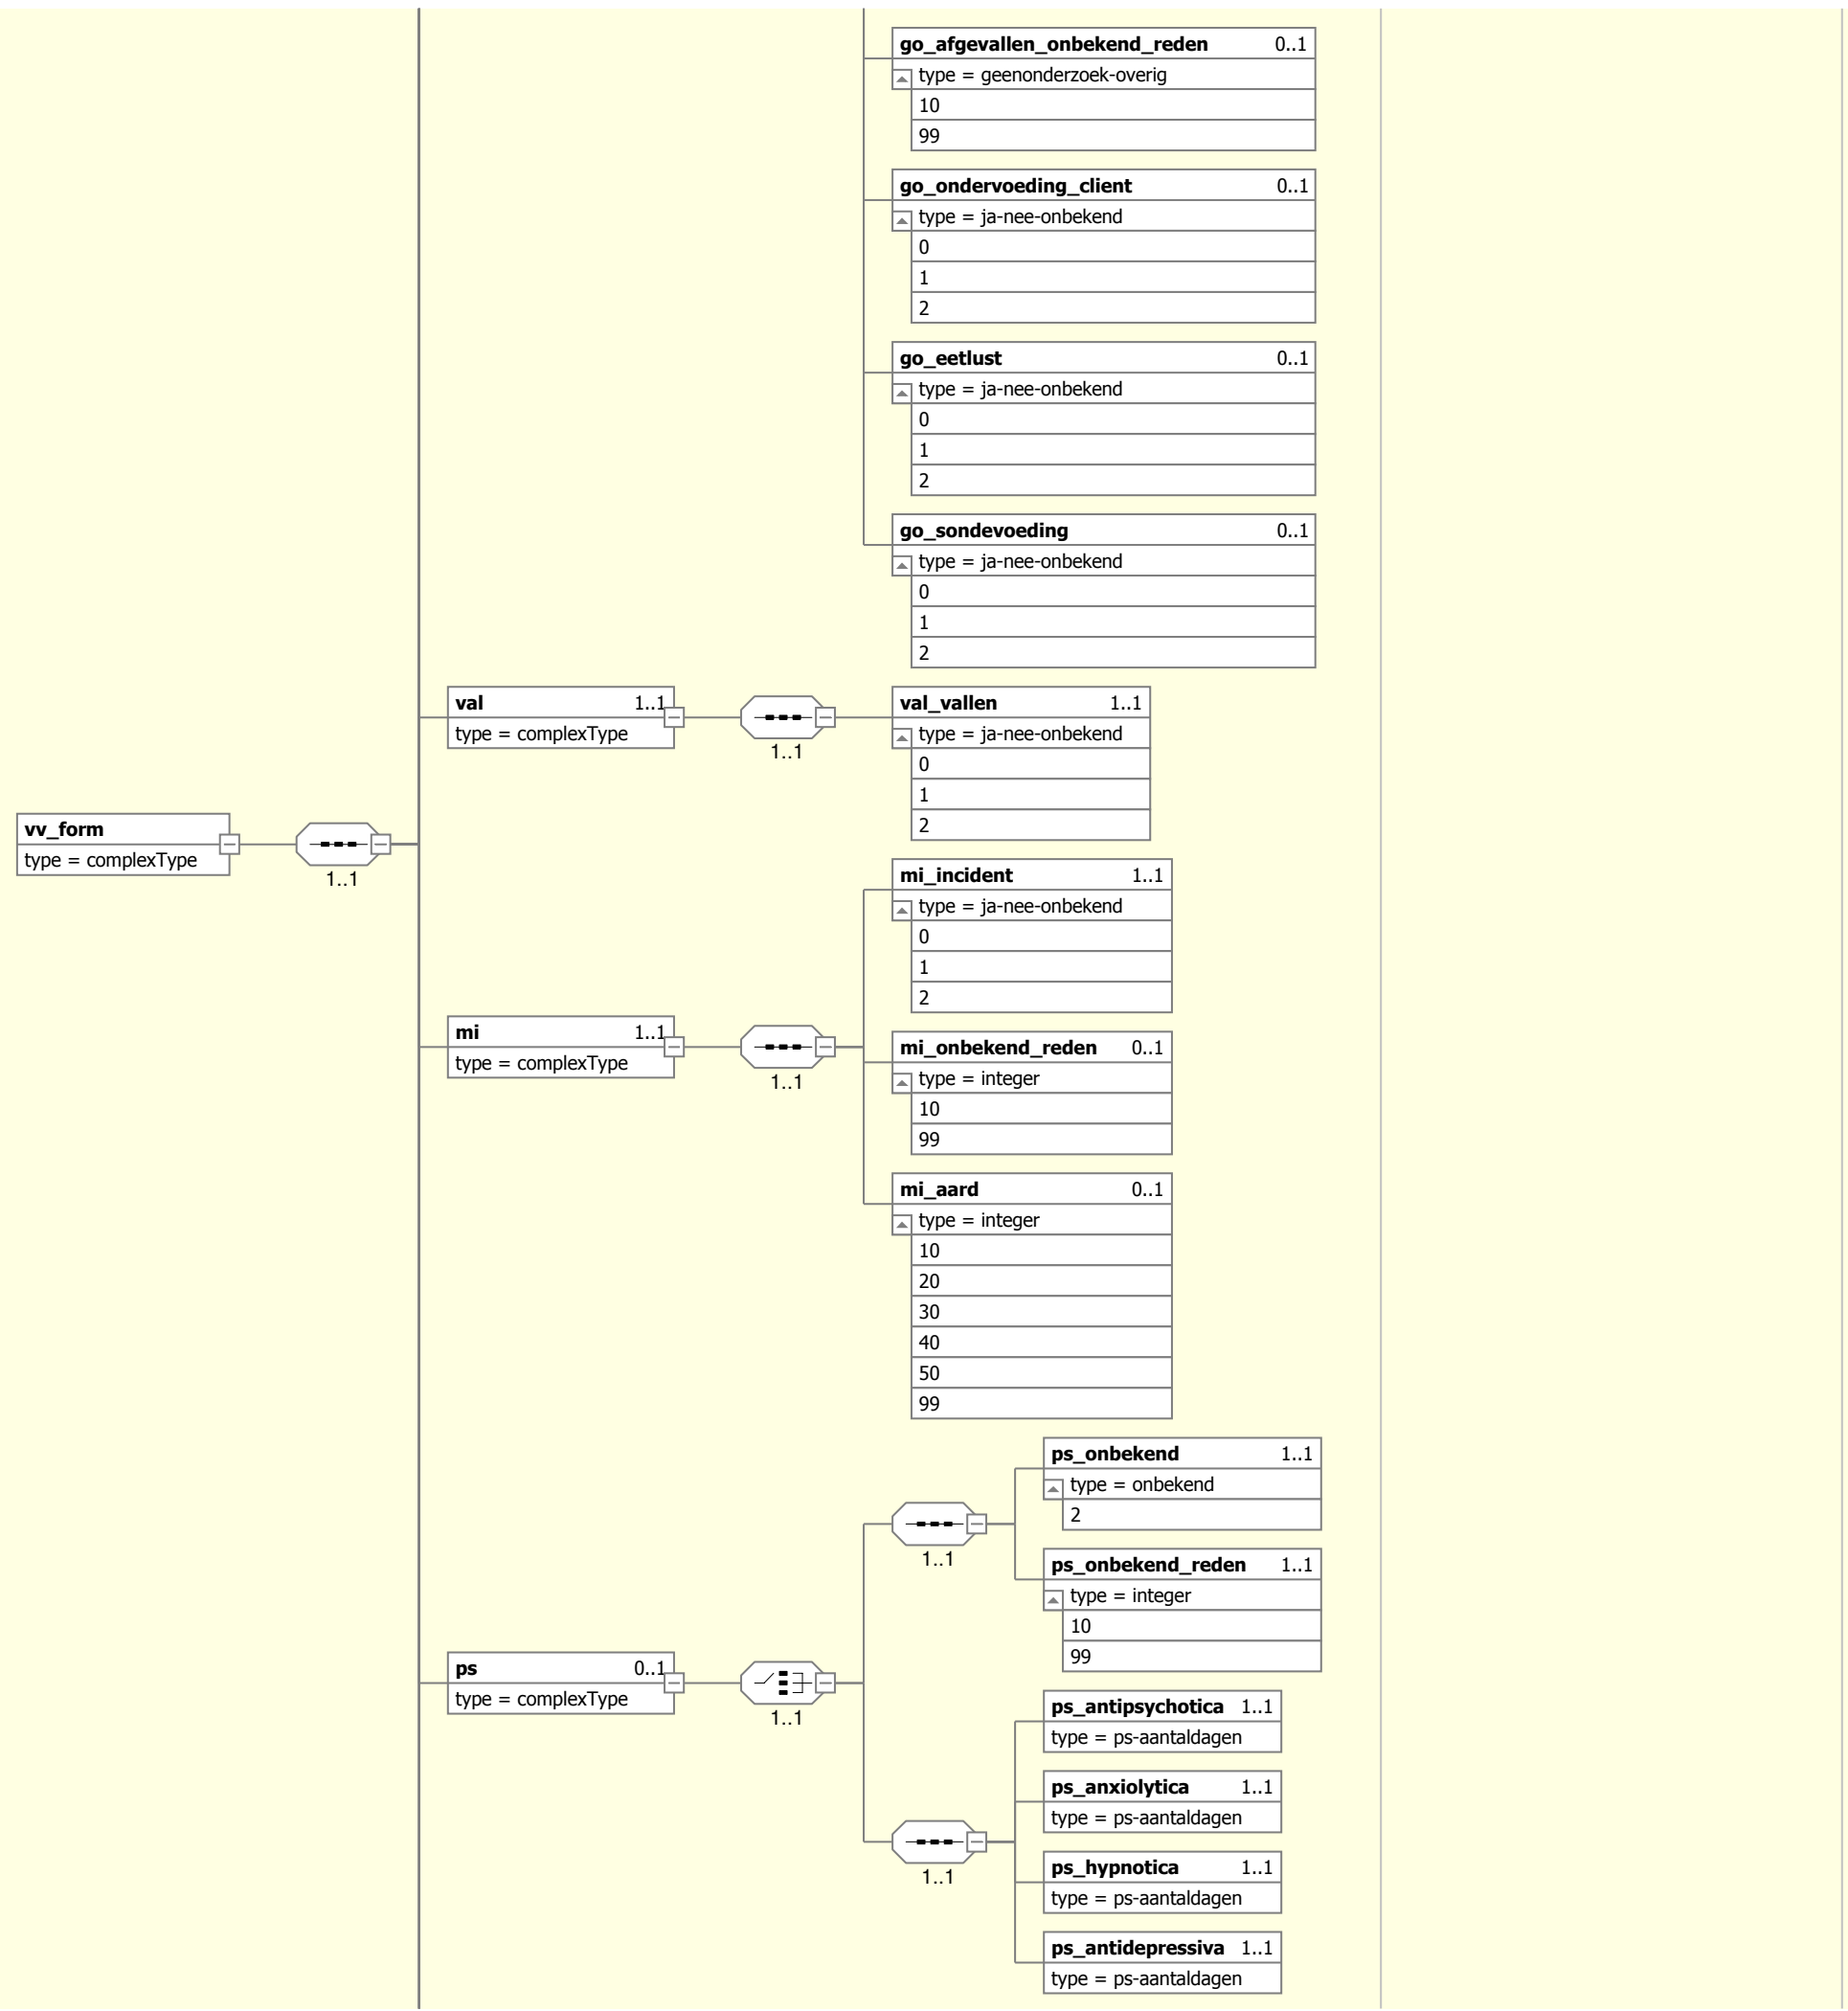 go_afgevallen_onbekend_reden 0..1
type = geenonderzoek-overig
10
99
go_ondervoeding_client 0..1
type = ja-nee-onbekend
0
1
2
go_eetlust 0..1
type = ja-nee-onbekend
0
1
2
go_sondevoeding 0..1
type = ja-nee-onbekend
0
1
2
val 1..1
type = complexType
1..1
val_vallen 1..1
type = ja-nee-onbekend
0
1
2
vv_form
type = complexType
1..1
mi_incident 1..1
type = ja-nee-onbekend
0
1
2
mi 1..1
type = complexType
1..1
mi_onbekend_reden 0..1
type = integer
10
99
mi_aard 0..1
type = integer
10
20
30
40
50
99
ps_onbekend 1..1
type = onbekend
2
1..1
ps_onbekend_reden 1..1
type = integer
10
99
ps 0..1
type = complexType
1..1
ps_antipsychotica 1..1
type = ps-aantaldagen
ps_anxiolytica 1..1
type = ps-aantaldagen
1..1
ps_hypnotica 1..1
type = ps-aantaldagen
ps_antidepressiva 1..1
type = ps-aantaldagen